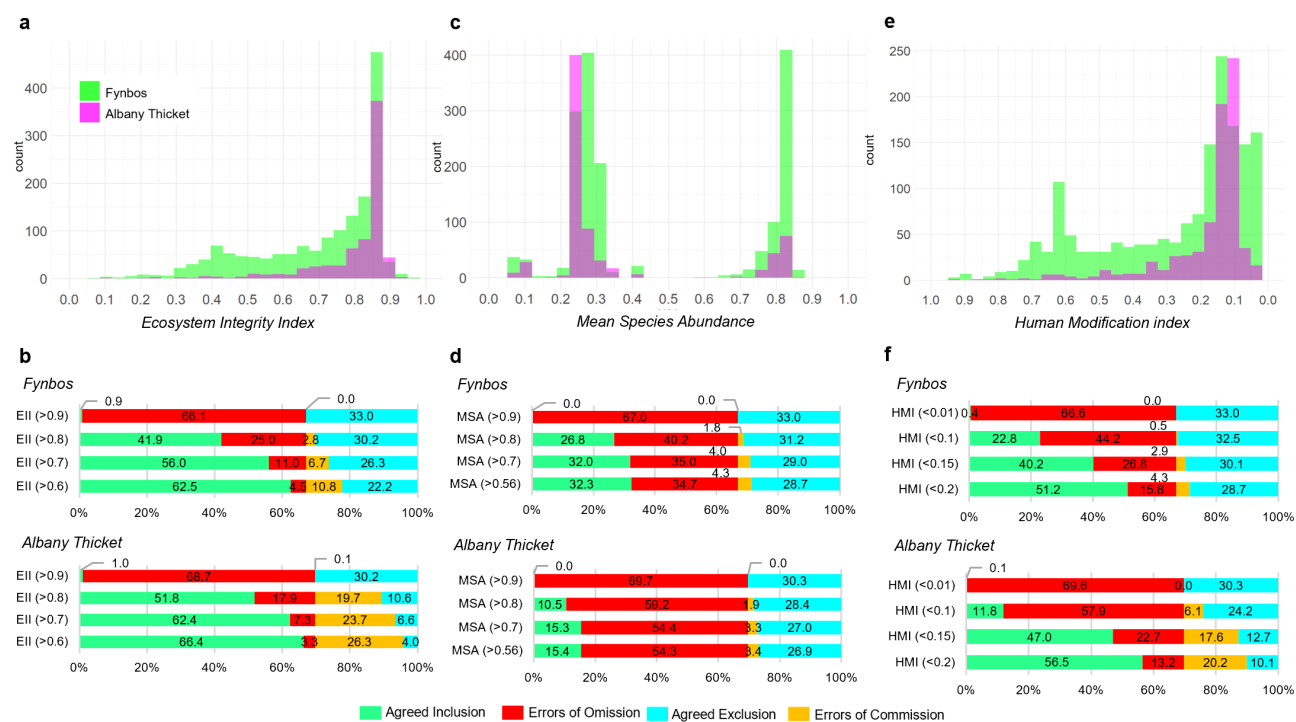 a
count
400
300
200
100
0
Fynbos
Albany Thicket
0.0 0.1 0.2 0.3 0.4 0.5 0.6 0.7 0.8 0.9 1.0
Ecosystem Integrity Index
c
count
400
300
200
100
0
0.0 0.1 0.2 0.3 0.4 0.5 0.6 0.7 0.8 0.9 1.0
Mean Species Abundance
e
count
250
200
150
100
50
0
1.0 0.9 0.8 0.7 0.6 0.5 0.4 0.3 0.2 0.1 0.0
Human Modification index
b
Fynbos
0.9 0.0
EII (>0.9) 66.1 33.0
EII (>0.8) 41.9 25.0 2.8 30.2
EII (>0.7) 56.0 11.0 6.7 26.3
EII (>0.6) 62.5 4.5 10.8 22.2
0% 20% 40% 60% 80% 100%
Albany Thicket
1.0 0.1
EII (>0.9) 68.7 30.2
EII (>0.8) 51.8 17.9 19.7 10.6
EII (>0.7) 62.4 7.3 23.7 6.6
EII (>0.6) 66.4 3.3 26.3 4.0
0% 20% 40% 60% 80% 100%
d
Fynbos
0.0 0.0
MSA (>0.9) 67.0 33.0
1.8
MSA (>0.8) 26.8 40.2 31.2
4.0
MSA (>0.7) 32.0 35.0 29.0
4.3
MSA (>0.56) 32.3 34.7 28.7
0% 20% 40% 60% 80% 100%
Albany Thicket
0.0 0.0
MSA (>0.9) 69.7 30.3
MSA (>0.8) 10.5 59.2 1.9 28.4
MSA (>0.7) 15.3 54.4 3.3 27.0
MSA (>0.56) 15.4 54.3 3.4 26.9
0% 20% 40% 60% 80% 100%
f
Fynbos
0.0
HMI (<0.01) 0.4 66.6 33.0
0.5
HMI (<0.1) 22.8 44.2 32.5
2.9
HMI (<0.15) 40.2 26.8 30.1
4.3
HMI (<0.2) 51.2 15.8 28.7
0% 20% 40% 60% 80% 100%
Albany Thicket
0.1
HMI (<0.01) 69.6 0.0 30.3
HMI (<0.1) 11.8 57.9 6.1 24.2
HMI (<0.15) 47.0 22.7 17.6 12.7
HMI (<0.2) 56.5 13.2 20.2 10.1
0% 20% 40% 60% 80% 100%
Agreed Inclusion Errors of Omission Agreed Exclusion Errors of Commission